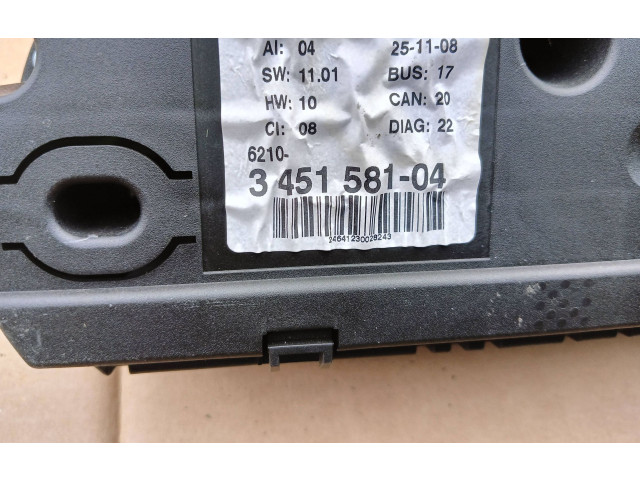 AI: 04 25-11-08
SW: 11.01 BUS: 17
HW: 10 CAN: 20
CI: 08 DIAG: 22
6210-
3 451 581-04
24641230028243